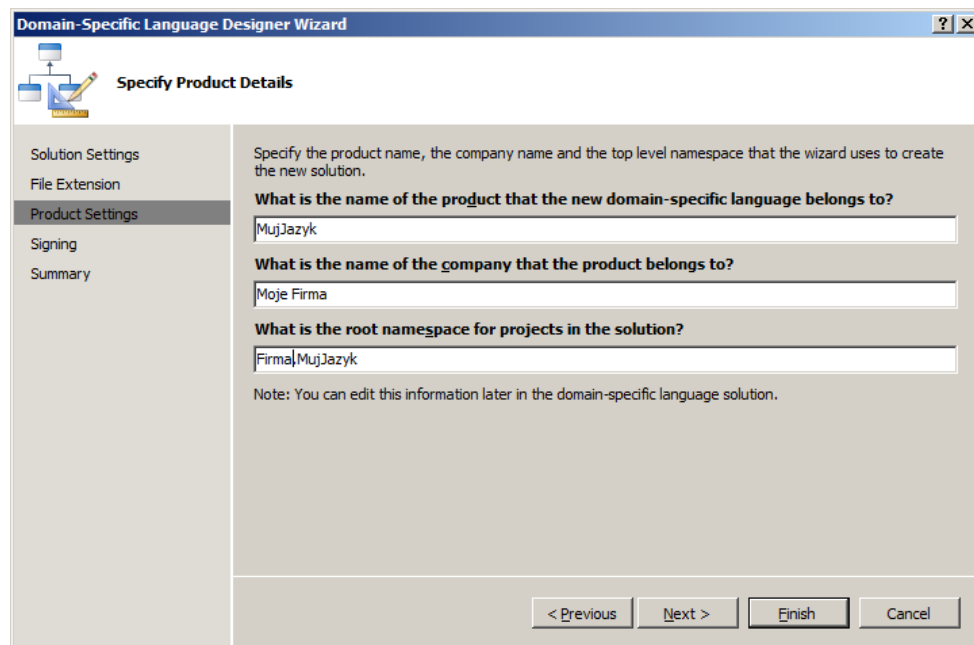 Domain-Specific Language Designer Wizard
Specify Product Details
Solution Settings
File Extension
Product Settings
Signing
Summary
Specify the product name, the company name and the top level namespace that the wizard uses to create
the new solution.
What is the name of the product that the new domain-specific language belongs to?
MujJazyk
What is the name of the company that the product belongs to?
Moje Firma
What is the root namespace for projects in the solution?
Firma.MujJazyk
Note: You can edit this information later in the domain-specific language solution.
< Previous
Next >
Finish
Cancel